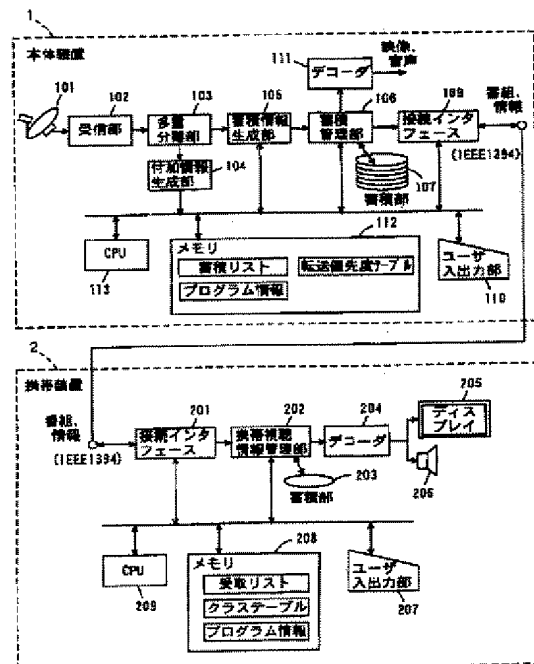 1
本体装置
101
102
受信部
103
多重
分離部
104
付加情報
生成部
105
蓄積情報
生成部
111
デコーダ
映像、
音声
106
蓄積
管理部
107
蓄積部
109
接続インタ
フェース
番組、
情報
(IEEE1394)
CPU
113
112
メモリ
蓄積リスト
転送優先度テーブル
プログラム情報
ユーザ
入出力部
110
2
携帯装置
番組、
情報
(IEEE1394)
201
接続インタ
フェース
202
携帯視聴
情報管理部
203
蓄積部
204
デコーダ
205
ディス
プレイ
206
CPU
209
208
メモリ
受取リスト
クラステーブル
プログラム情報
ユーザ
入出力部
207